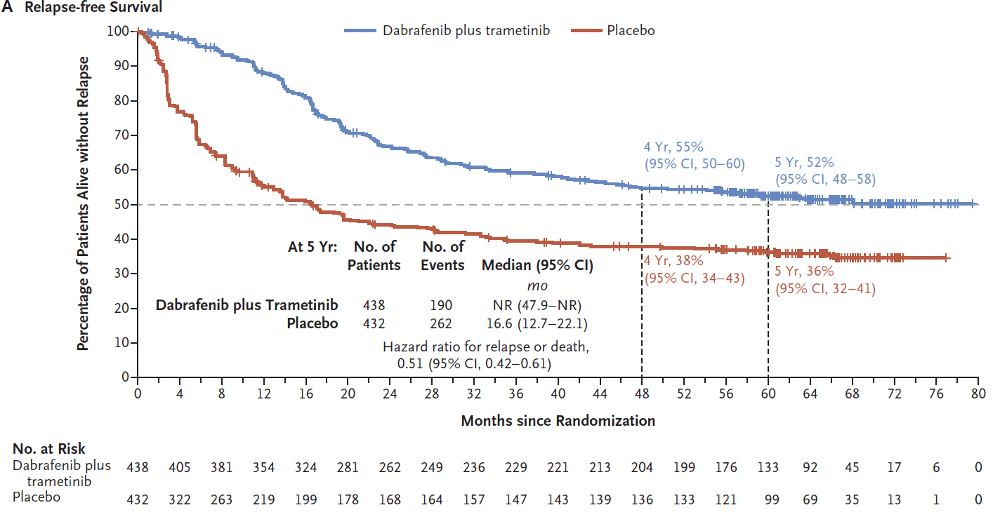 A Relapse-free Survival
Dabrafenib plus trametinib
Placebo
Percentage of Patients Alive without Relapse
100
90
80
70
60
50
40
30
20
10
0
4 Yr, 55%
(95% CI, 50–60)
5 Yr, 52%
(95% CI, 48–58)
4 Yr, 38%
(95% CI, 34–43)
5 Yr, 36%
(95% CI, 32–41)
At 5 Yr: No. of Patients No. of Events Median (95% CI)
mo
Dabrafenib plus Trametinib 438 190 NR (47.9–NR)
Placebo 432 262 16.6 (12.7–22.1)
Hazard ratio for relapse or death,
0.51 (95% CI, 0.42–0.61)
0 4 8 12 16 20 24 28 32 36 40 44 48 52 56 60 64 68 72 76 80
Months since Randomization
No. at Risk
Dabrafenib plus 438 405 381 354 324 281 262 249 236 229 221 213 204 199 176 133 92 45 17 6 0
trametinib
Placebo 432 322 263 219 199 178 168 164 157 147 143 139 136 133 121 99 69 35 13 1 0